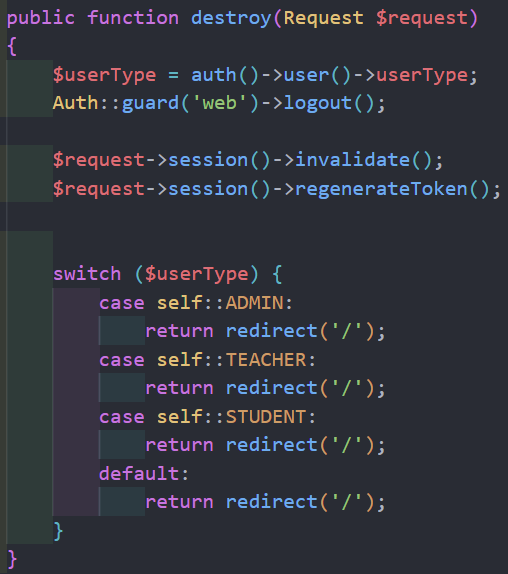 public function destroy(Request $request)
{
    $userType = auth()->user()->userType;
    Auth::guard('web')->logout();

    $request->session()->invalidate();
    $request->session()->regenerateToken();


    switch ($userType) {
        case self::ADMIN:
            return redirect('/');
        case self::TEACHER:
            return redirect('/');
        case self::STUDENT:
            return redirect('/');
        default:
            return redirect('/');
    }
}